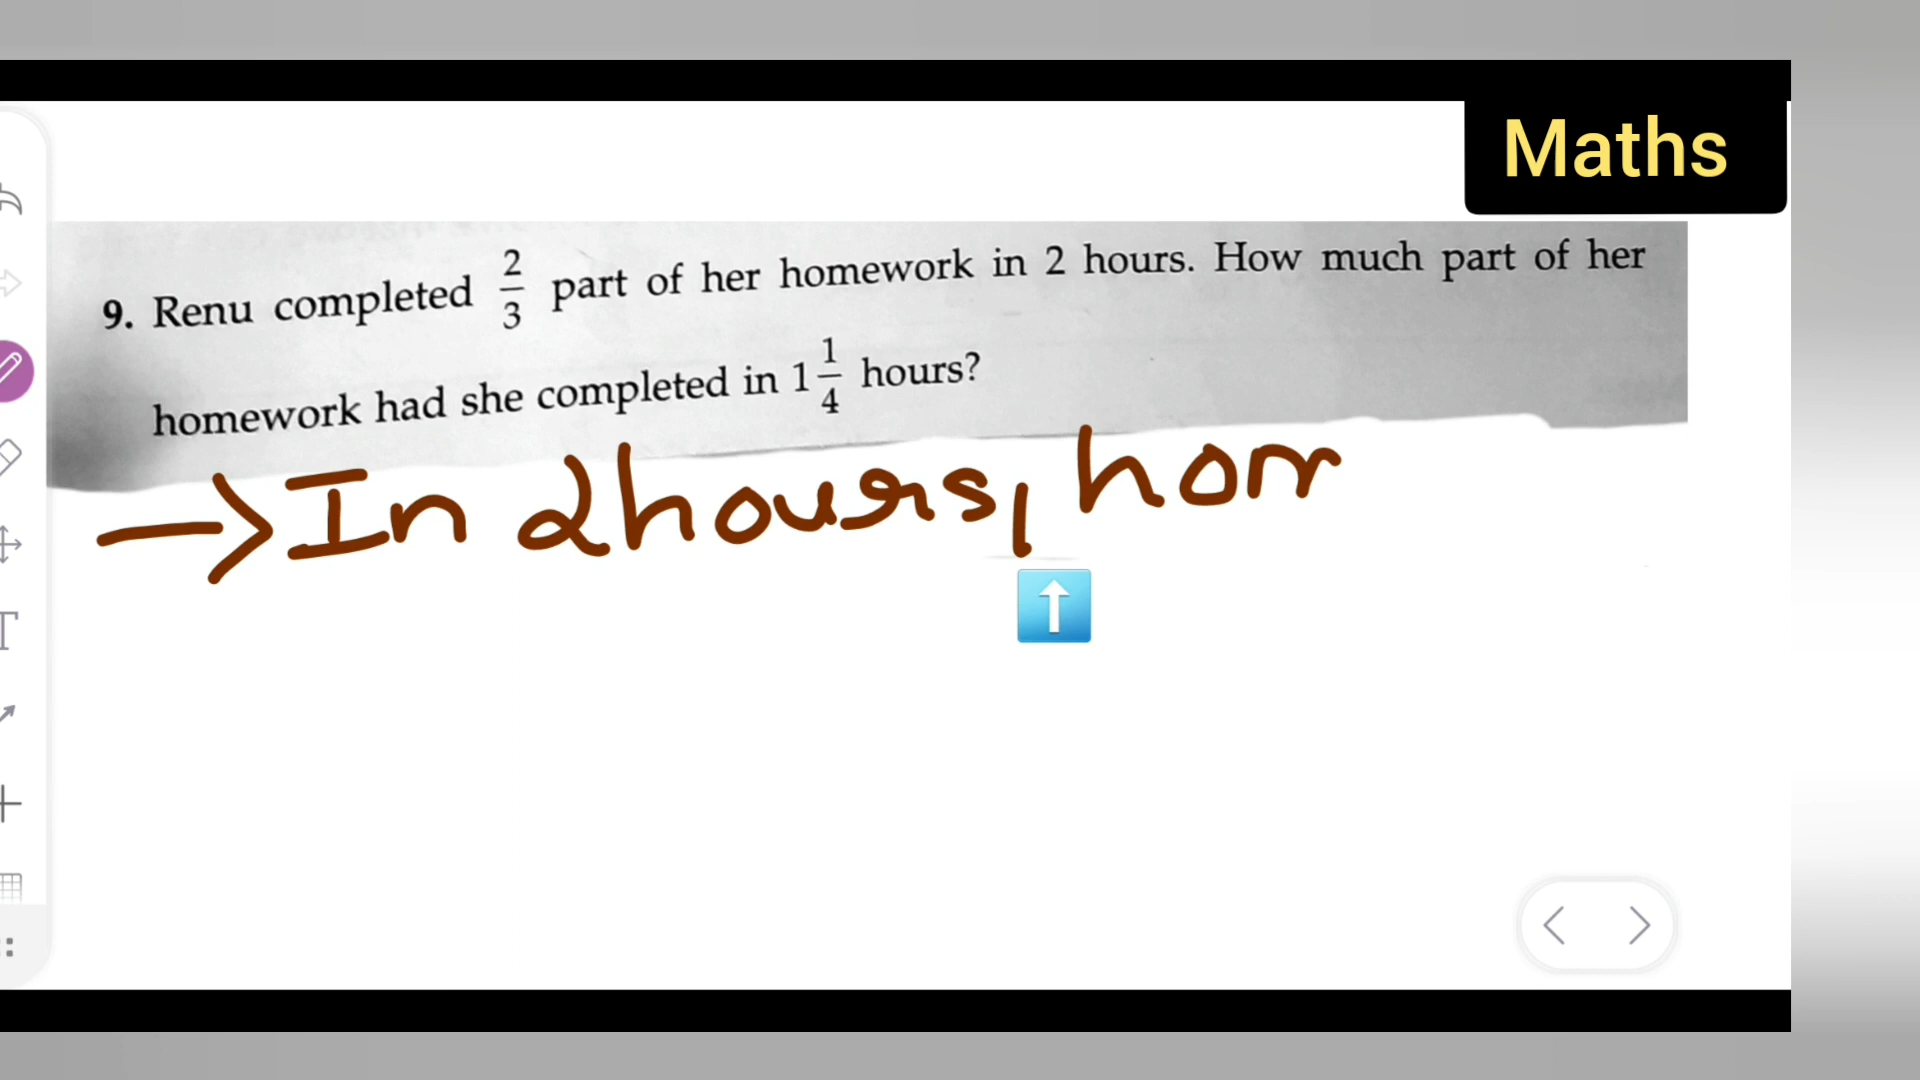 Maths
9. Renu completed 2/3 part of her homework in 2 hours. How much part of her
homework had she completed in 1 1/4 hours?
→ In 2hours, hom